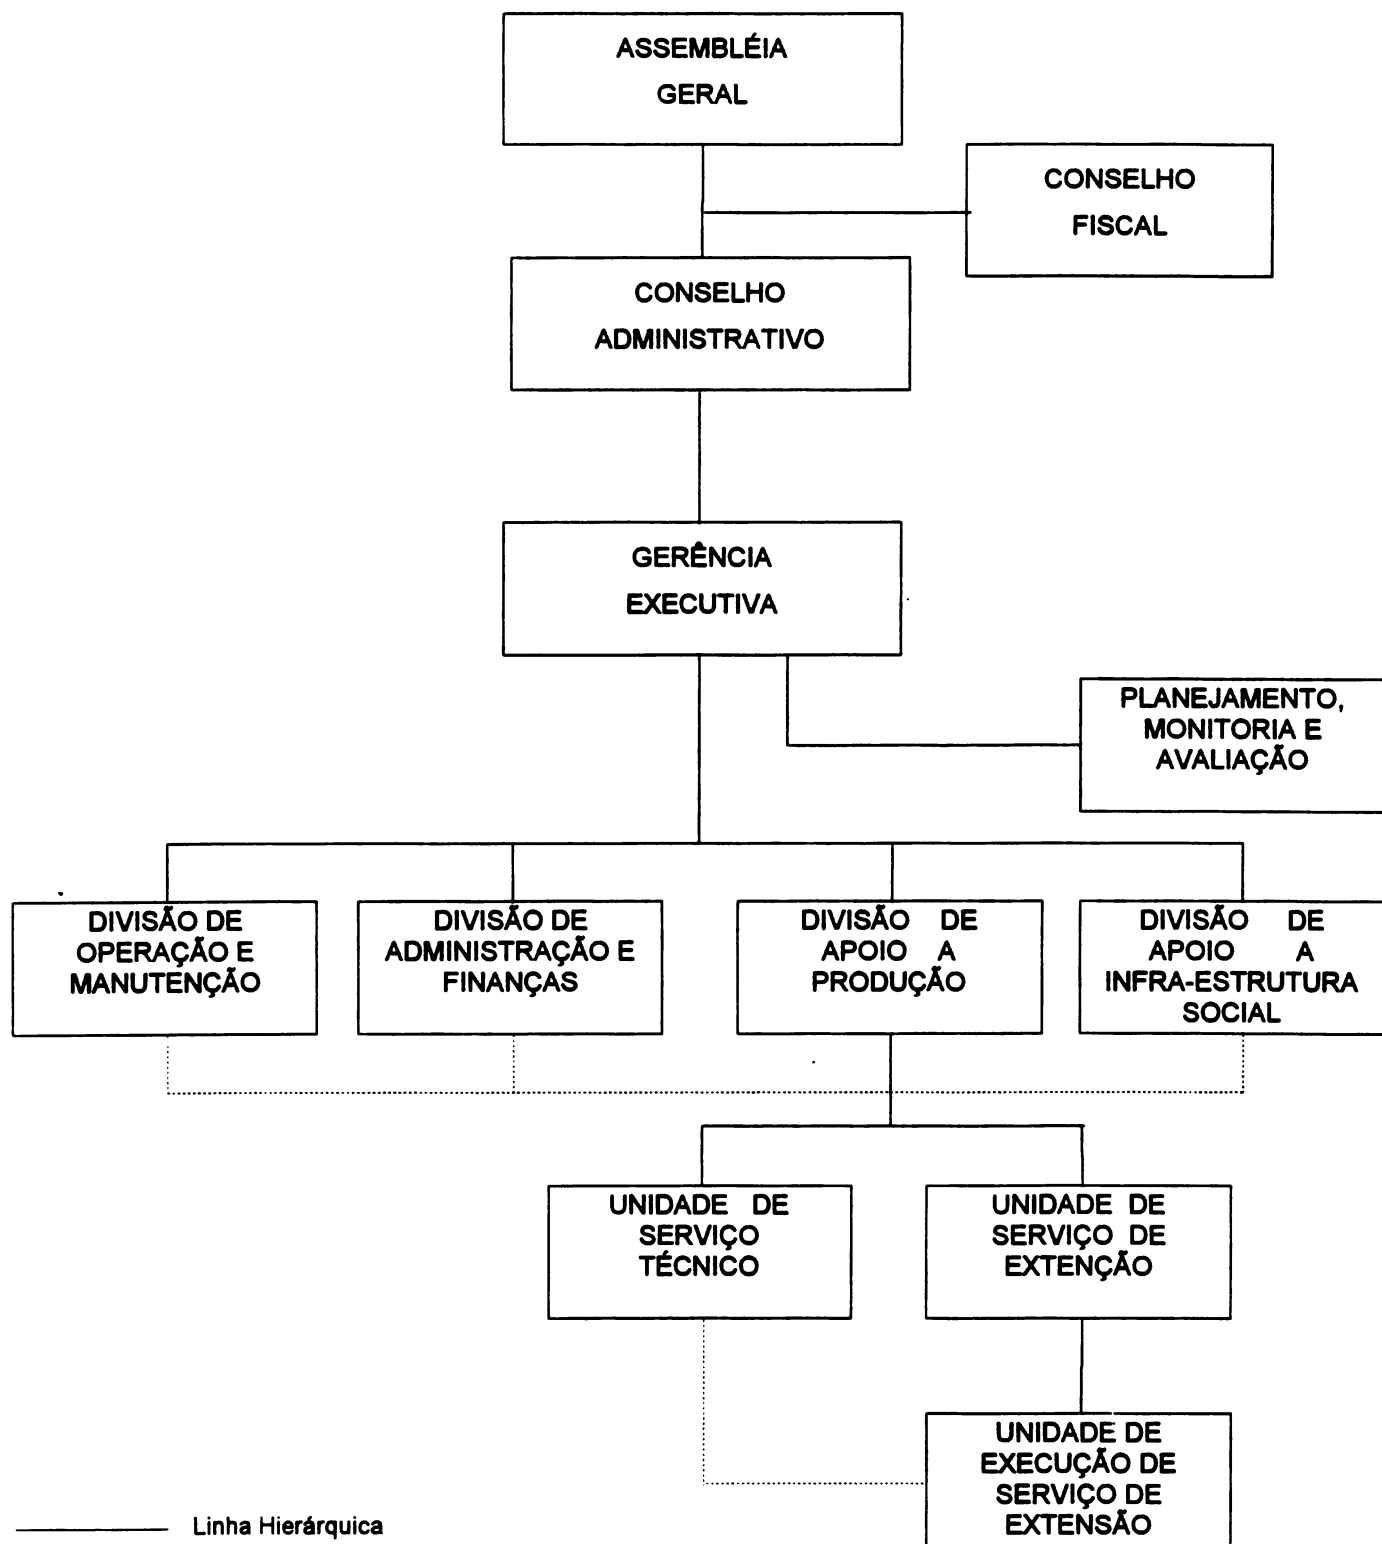 ASSEMBLÉIA
GERAL
CONSELHO
FISCAL
CONSELHO
ADMINISTRATIVO
GERÊNCIA
EXECUTIVA
PLANEJAMENTO,
MONITORIA E
AVALIAÇÃO
DIVISÃO DE
OPERAÇÃO E
MANUTENÇÃO
DIVISÃO DE
ADMINISTRAÇÃO E
FINANÇAS
DIVISÃO DE
APOIO A
PRODUÇÃO
DIVISÃO DE
APOIO A
INFRA-ESTRUTURA
SOCIAL
UNIDADE DE
SERVIÇO
TÉCNICO
UNIDADE DE
SERVIÇO DE
EXTENÇÃO
UNIDADE DE
EXECUÇÃO DE
SERVIÇO DE
EXTENSÃO
Linha Hierárquica